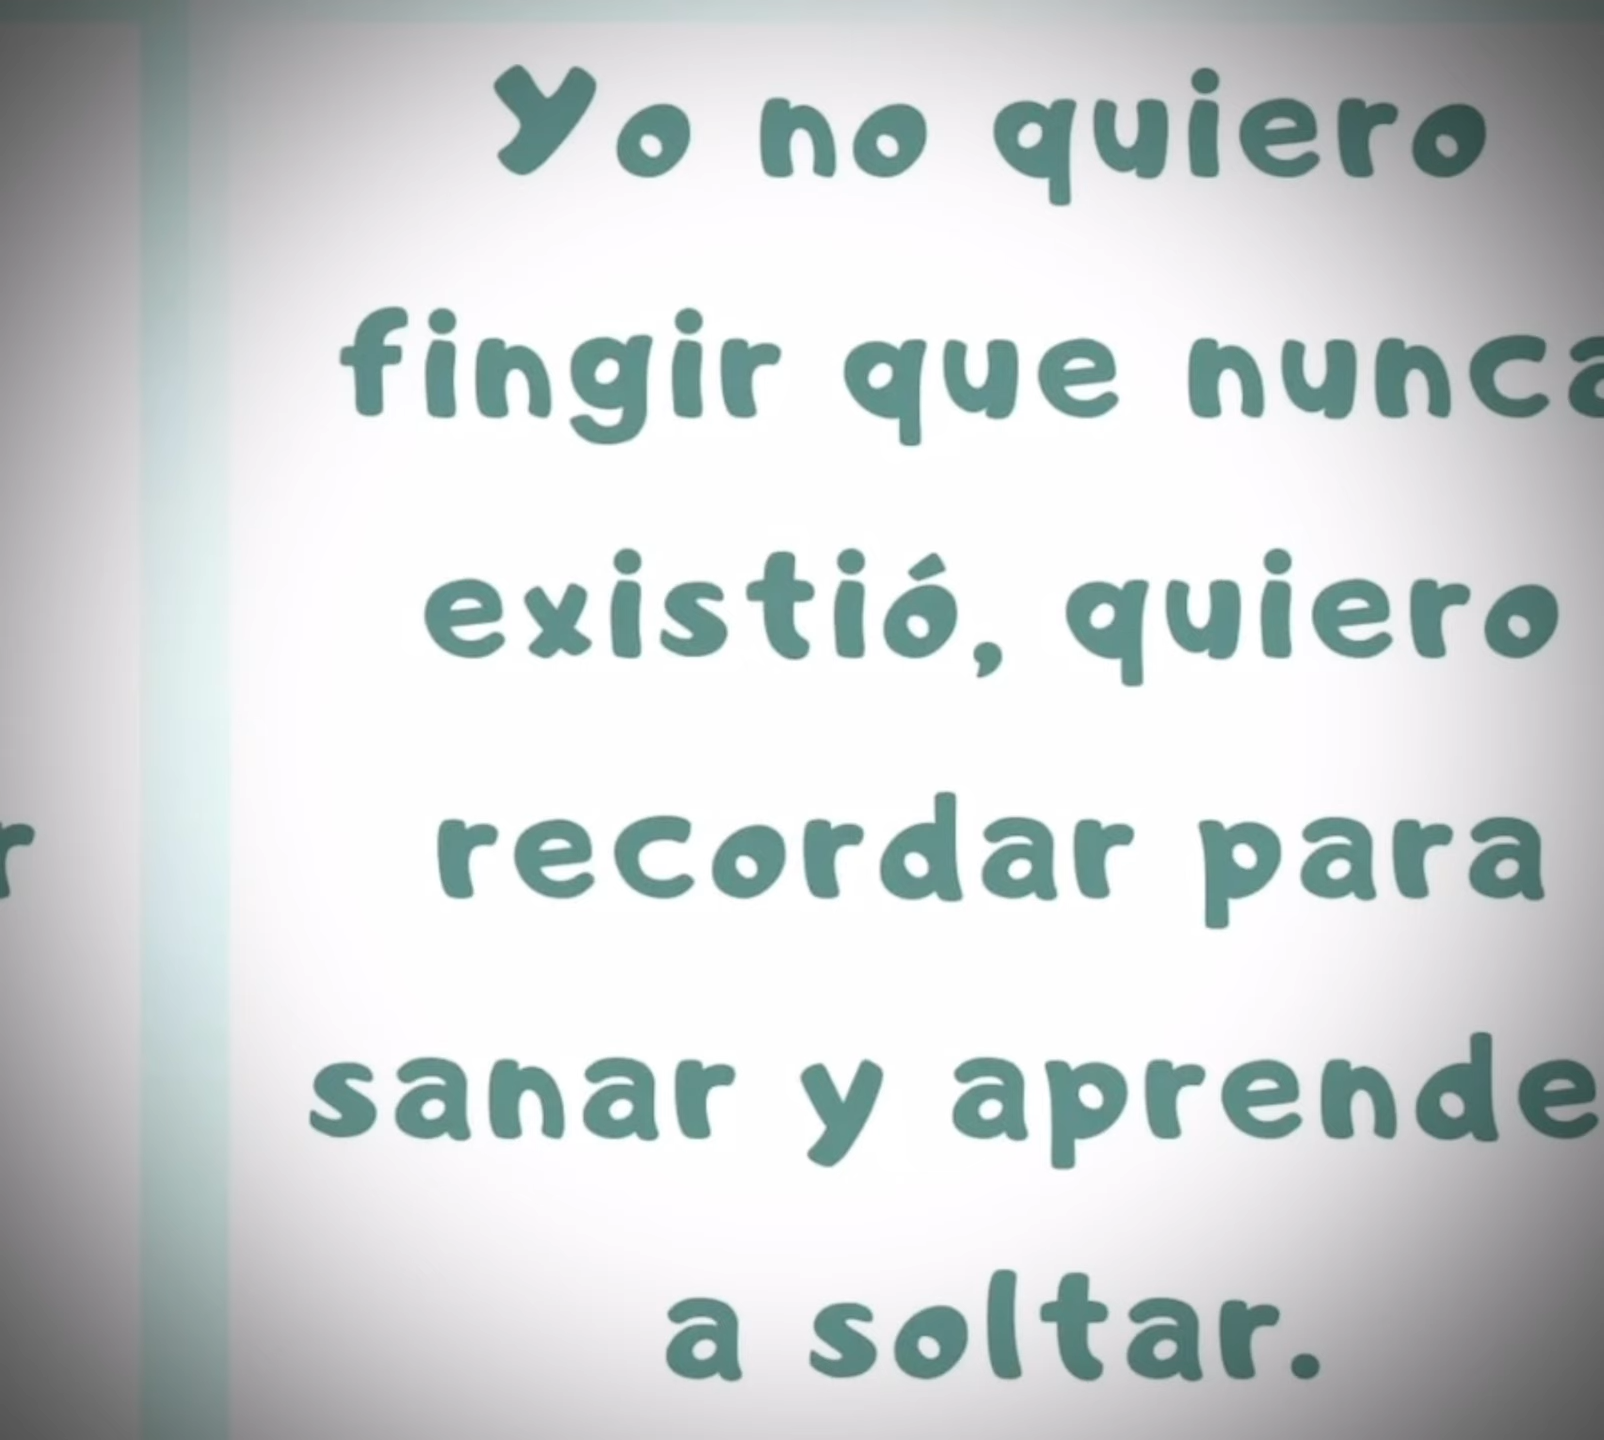 Yo no quiero
fingir que nunca
existió, quiero
recordar para
sanar y aprende
a soltar.